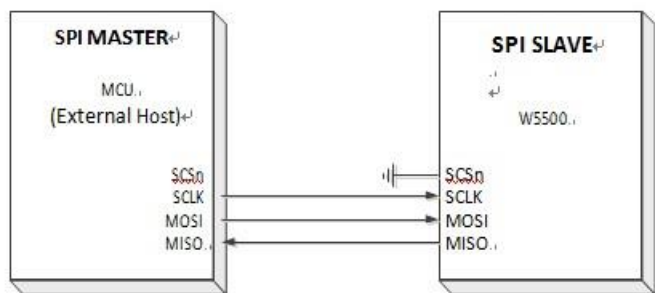 SPI MASTER↵
MCU.↓
(External Host)↵
SCSn
SCLK
MOSI
MISO.↓
SPI SLAVE↵
.↓
↵
W5500.↓
SCSn
SCLK
MOSI
MISO.↓